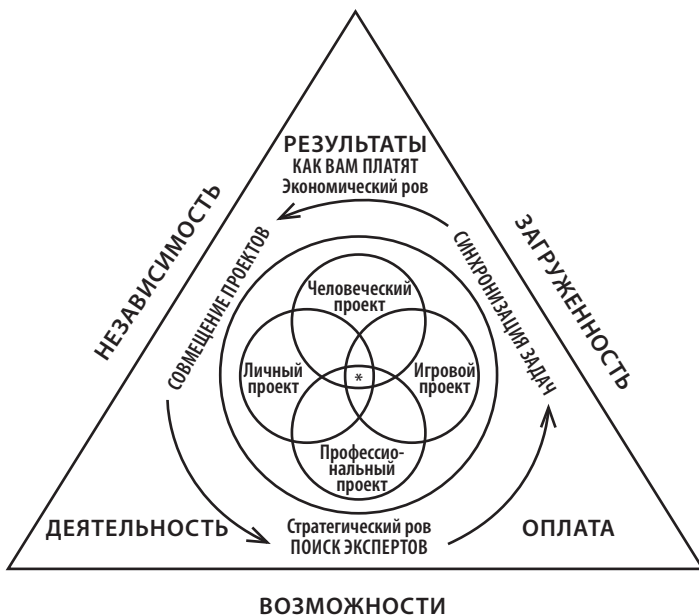 РЕЗУЛЬТАТЫ
КАК ВАМ ПЛАТЯТ
Экономический ров
НЕЗАВИСИМОСТЬ
СОВМЕЩЕНИЕ ПРОЕКТОВ
СИНХРОНИЗАЦИЯ ЗАДАЧ
ЗАГРУЖЕННОСТЬ
Человеческий
проект
Личный
проект
*
Игровой
проект
Профессио-
нальный
проект
ДЕЯТЕЛЬНОСТЬ
Стратегический ров
ПОИСК ЭКСПЕРТОВ
ОПЛАТА
ВОЗМОЖНОСТИ